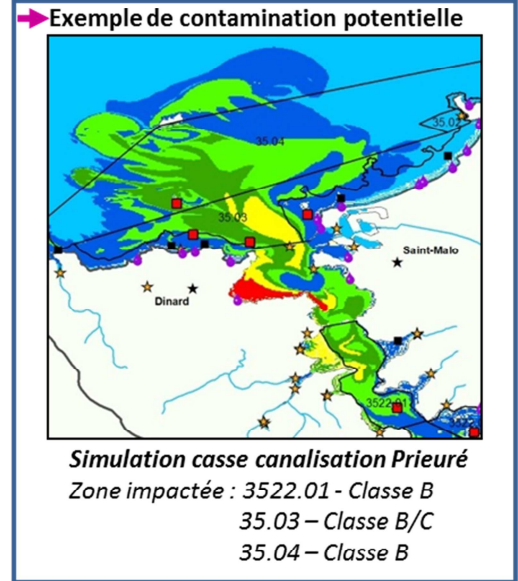 Exemple de contamination potentielle
35.02
35.04
35.03
Saint-Malo
Dinard
3522.01
Simulation casse canalisation Prieuré
Zone impactée : 3522.01 - Classe B
35.03 – Classe B/C
35.04 – Classe B